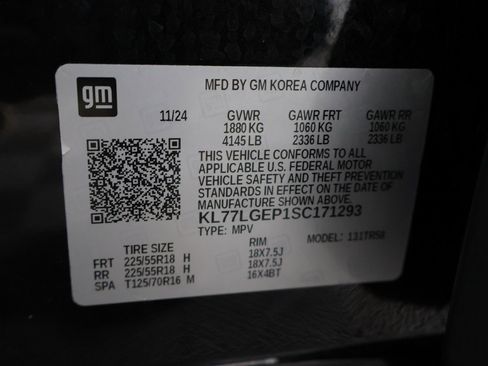 gm
MFD BY GM KOREA COMPANY
11/24 GVWR GAWR FRT GAWR RR
1880 KG 1060 KG 1060 KG
4145 LB 2336 LB 2336 LB
THIS VEHICLE CONFORMS TO ALL
APPLICABLE U.S. FEDERAL MOTOR
VEHICLE SAFETY AND THEFT PREVENTION
STANDARDS IN EFFECT ON THE DATE OF
MANUFACTURE SHOWN ABOVE.
KL77LGEP1SC171293
TYPE: MPV MODEL: 131TR58
TIRE SIZE RIM
FRT 225/55R18 H 18X7.5J
RR 225/55R18 H 18X7.5J
SPA T125/70R16 M 16X4BT